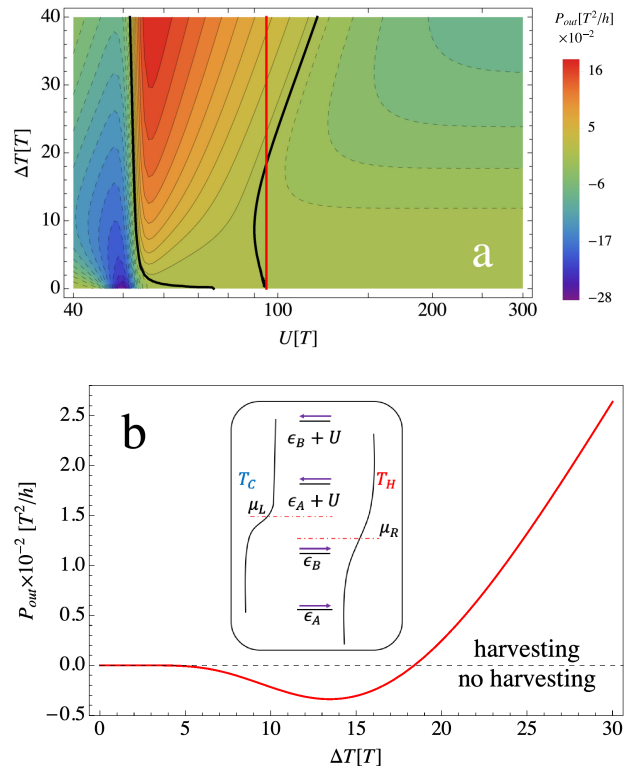 P_out[T²/h]
×10⁻²
40
30
20
10
0
ΔT[T]
a
16
5
-6
-17
-28
40
100
200
300
U[T]
b
2.5
2.0
1.5
1.0
0.5
0.0
-0.5
P_out×10⁻² [T²/h]
ϵ_B + U
T_C
T_H
ϵ_A + U
μ_L
μ_R
ϵ_B
ϵ_A
harvesting
no harvesting
0
5
10
15
20
25
30
ΔT[T]